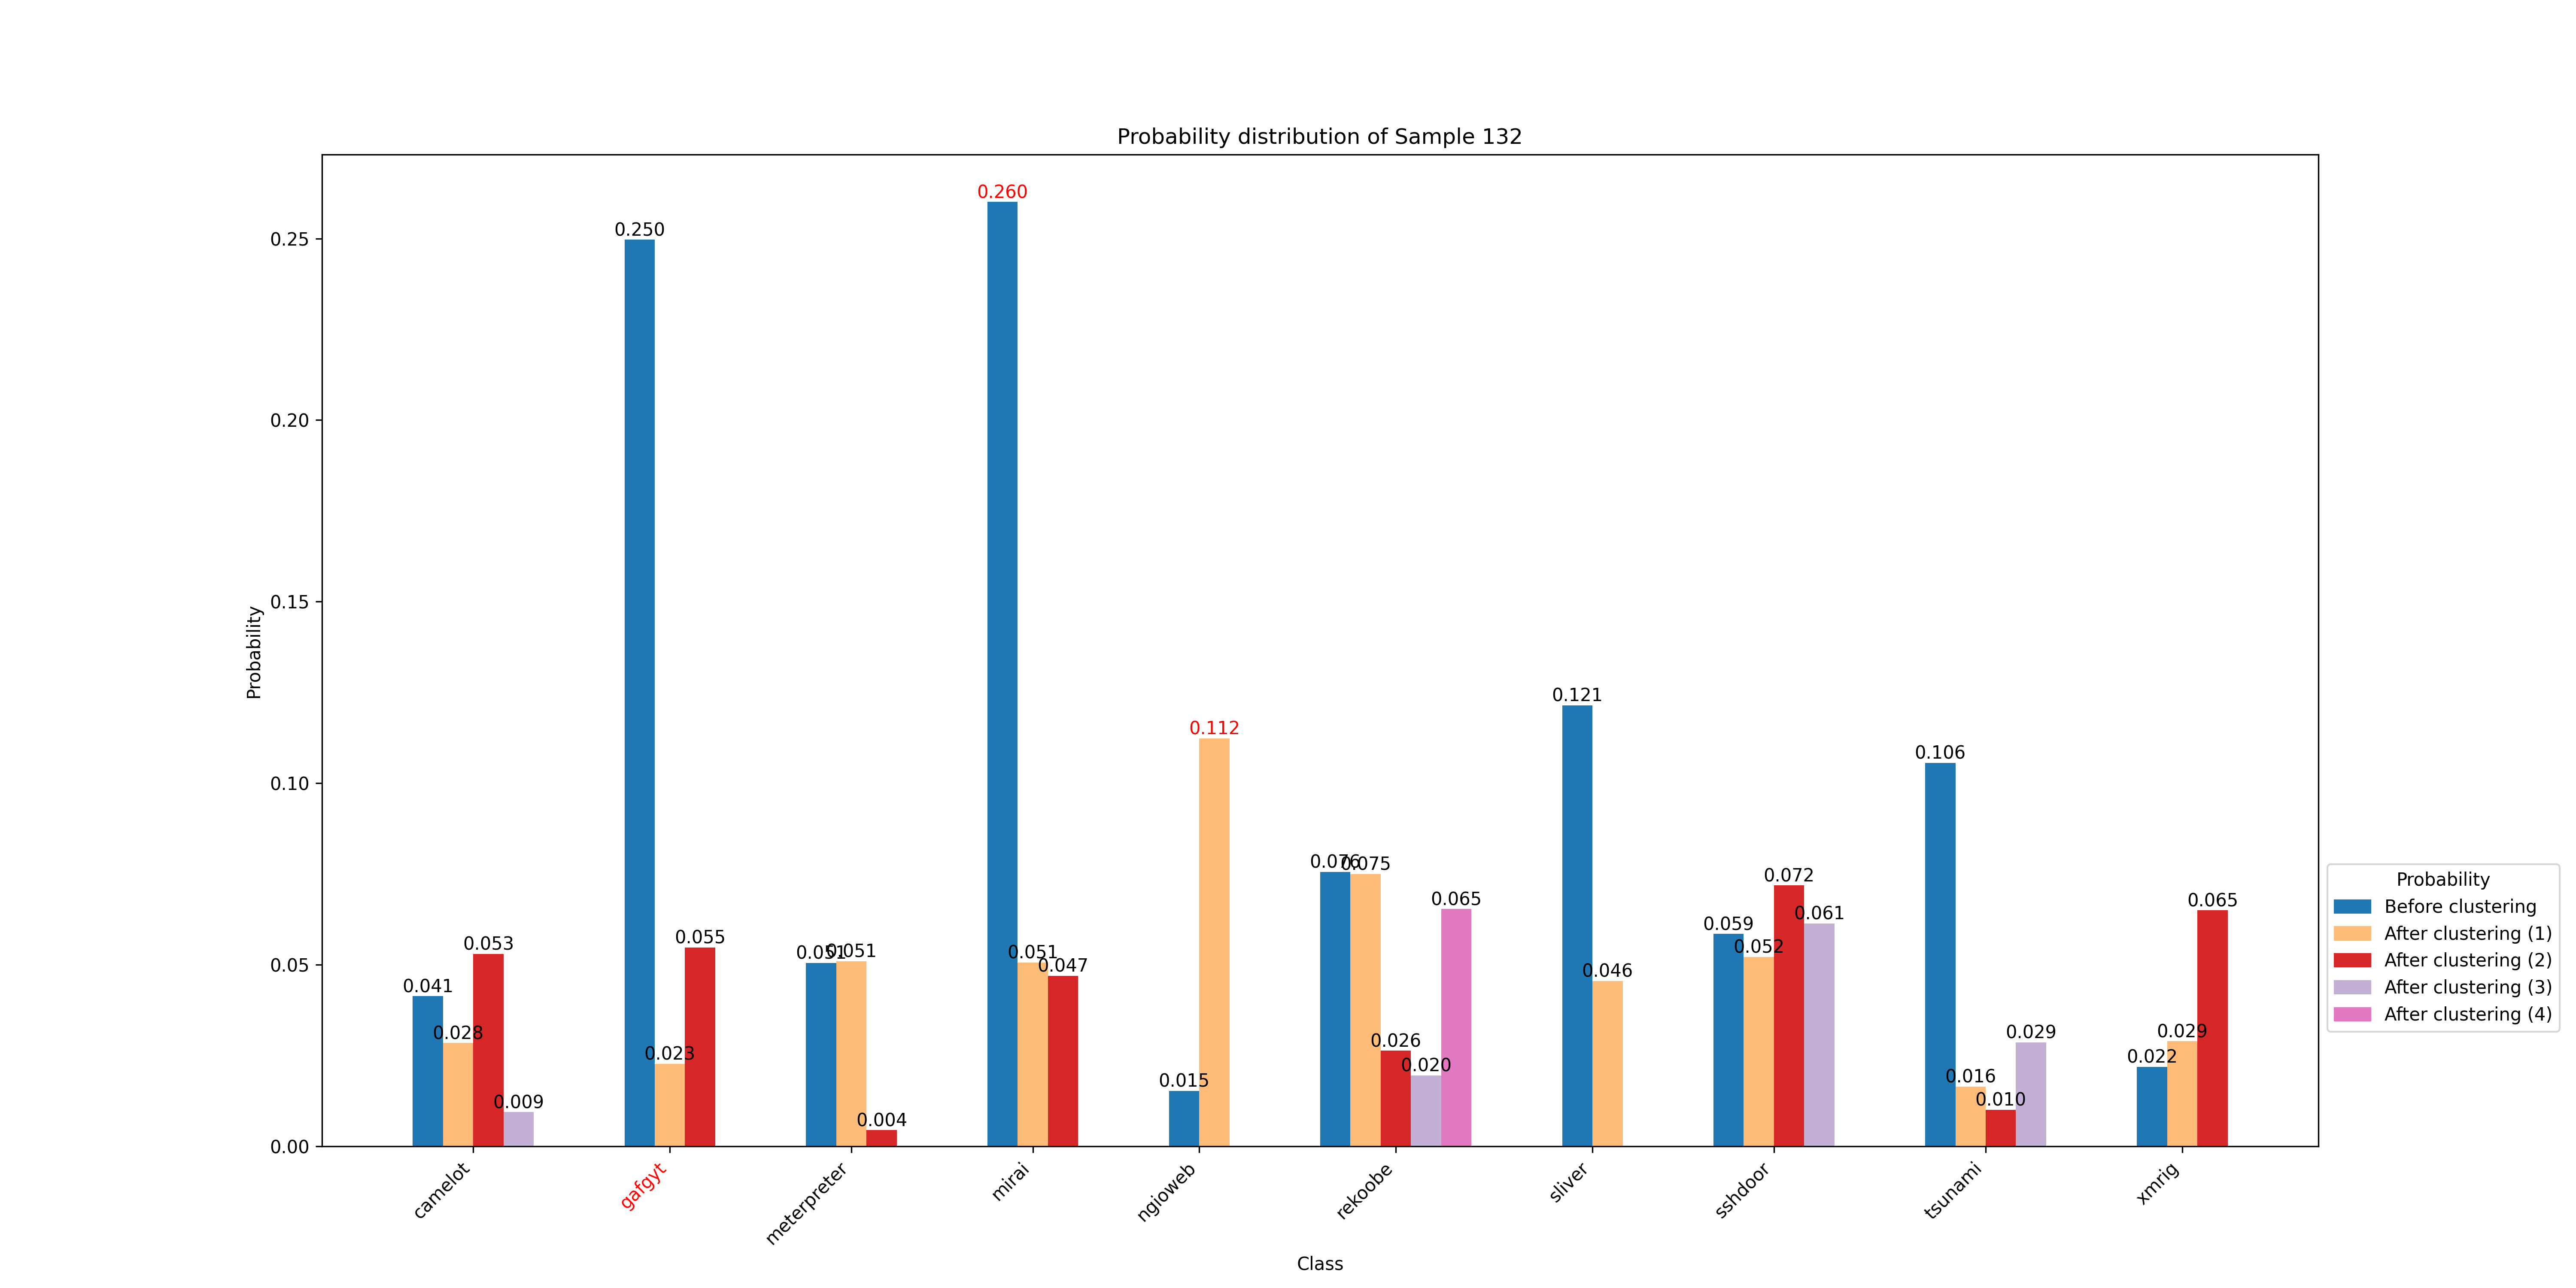 Probability distribution of Sample 132
Probability
0.25
0.20
0.15
0.10
0.05
0.00
0.041
0.028
0.053
0.009
0.250
0.023
0.055
0.051
0.051
0.004
0.260
0.051
0.047
0.015
0.112
0.076
0.075
0.026
0.020
0.065
0.121
0.046
0.059
0.052
0.072
0.061
0.106
0.016
0.010
0.029
0.022
0.029
0.065
camelot
gafgyt
meterpreter
mirai
ngioweb
rekoobe
sliver
sshdoor
tsunami
xmrig
Class
Probability
Before clustering
After clustering (1)
After clustering (2)
After clustering (3)
After clustering (4)